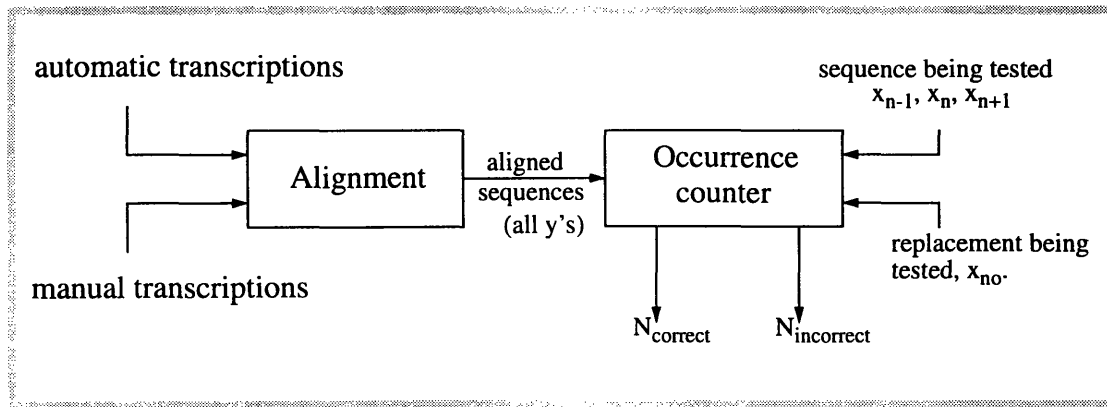 automatic transcriptions
sequence being tested
xn-1, xn, xn+1
Alignment
aligned
sequences
(all y's)
Occurrence
counter
manual transcriptions
replacement being
tested, xno.
Ncorrect
Nincorrect